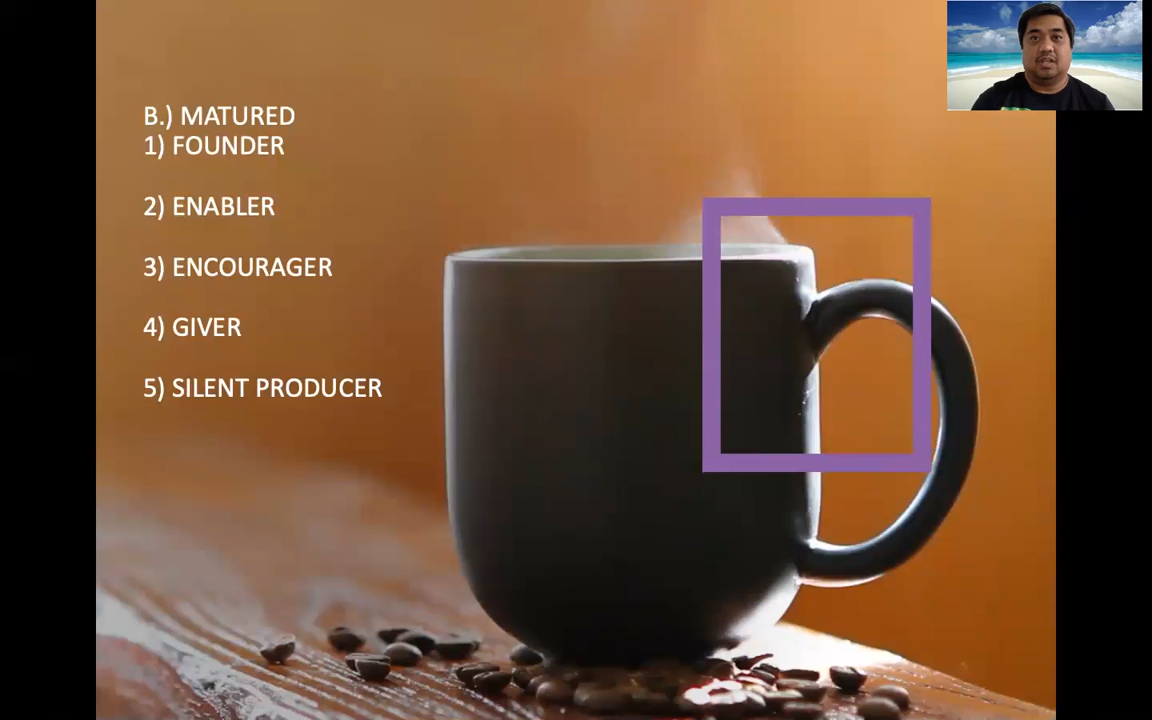 B.) MATURED
1) FOUNDER
2) ENABLER
3) ENCOURAGER
4) GIVER
5) SILENT PRODUCER